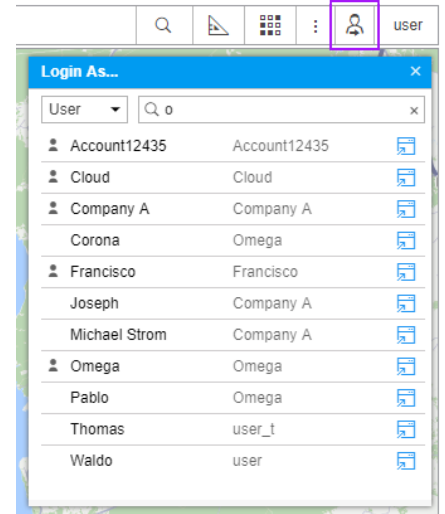 user
Login As...
User o
Account12435 Account12435
Cloud Cloud
Company A Company A
Corona Omega
Francisco Francisco
Joseph Company A
Michael Strom Company A
Omega Omega
Pablo Omega
Thomas user_t
Waldo user